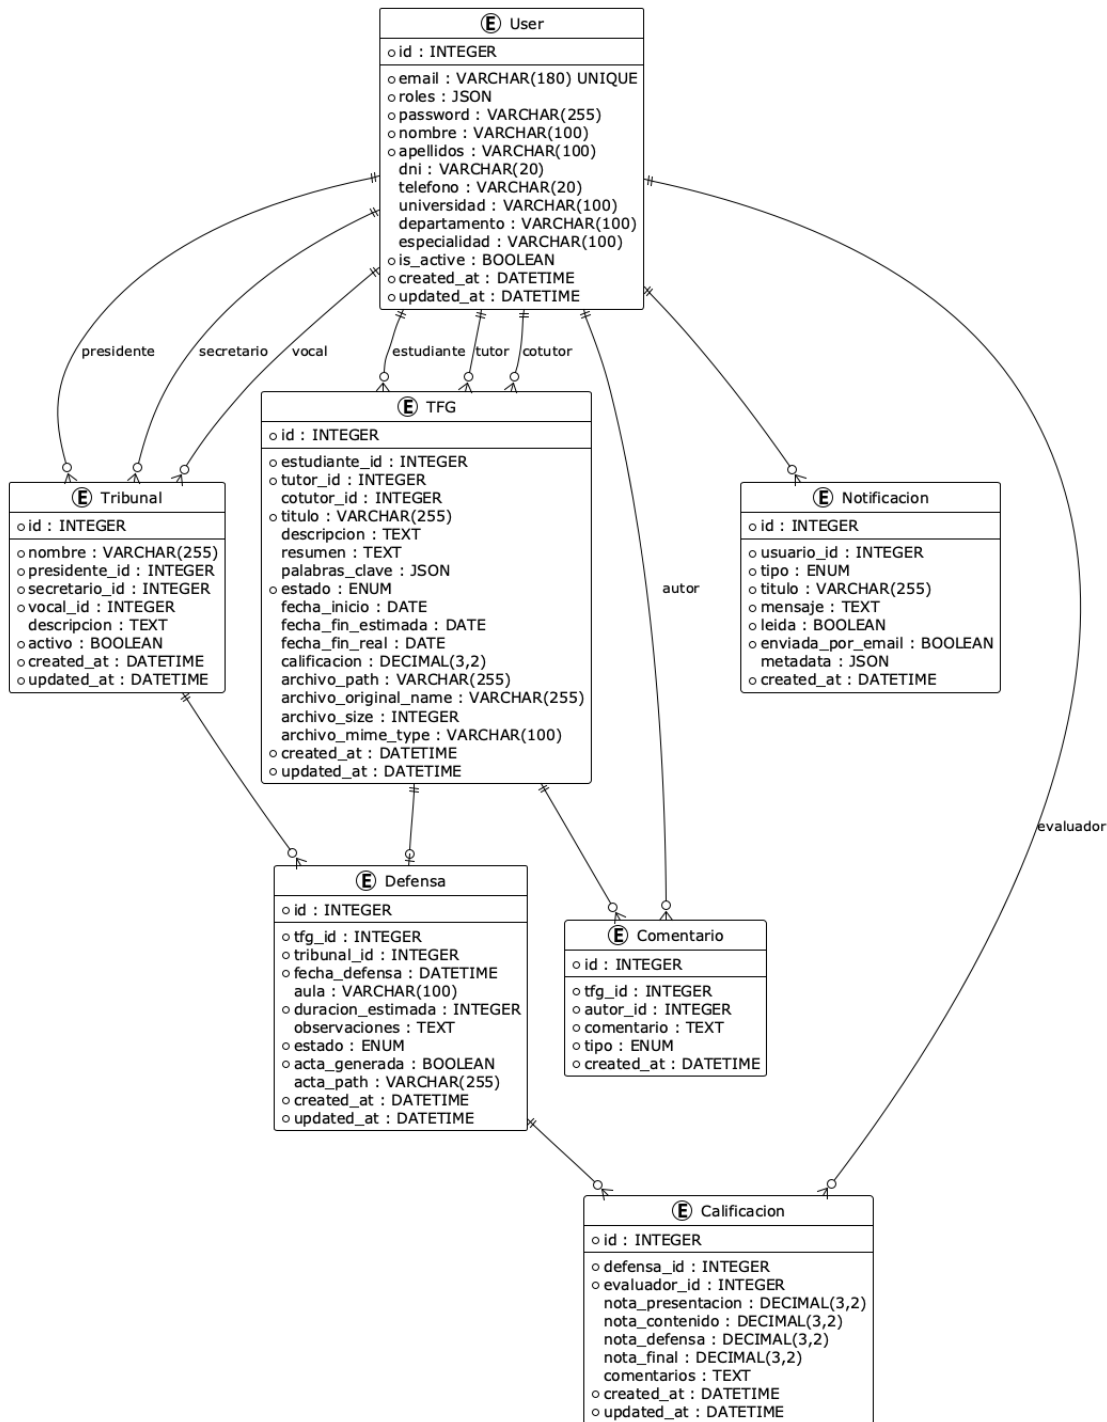 E User
id : INTEGER
email : VARCHAR(180) UNIQUE
roles : JSON
password : VARCHAR(255)
nombre : VARCHAR(100)
apellidos : VARCHAR(100)
dni : VARCHAR(20)
telefono : VARCHAR(20)
universidad : VARCHAR(100)
departamento : VARCHAR(100)
especialidad : VARCHAR(100)
is_active : BOOLEAN
created_at : DATETIME
updated_at : DATETIME
presidente
secretario
vocal
estudiante
tutor
cotutor
E TFG
id : INTEGER
estudiante_id : INTEGER
tutor_id : INTEGER
cotutor_id : INTEGER
titulo : VARCHAR(255)
descripcion : TEXT
resumen : TEXT
palabras_clave : JSON
estado : ENUM
fecha_inicio : DATE
fecha_fin_estimada : DATE
fecha_fin_real : DATE
calificacion : DECIMAL(3,2)
archivo_path : VARCHAR(255)
archivo_original_name : VARCHAR(255)
archivo_size : INTEGER
archivo_mime_type : VARCHAR(100)
created_at : DATETIME
updated_at : DATETIME
E Tribunal
id : INTEGER
nombre : VARCHAR(255)
presidente_id : INTEGER
secretario_id : INTEGER
vocal_id : INTEGER
descripcion : TEXT
activo : BOOLEAN
created_at : DATETIME
updated_at : DATETIME
E Notificacion
id : INTEGER
usuario_id : INTEGER
tipo : ENUM
titulo : VARCHAR(255)
mensaje : TEXT
leida : BOOLEAN
enviada_por_email : BOOLEAN
metadata : JSON
created_at : DATETIME
autor
evaluador
E Defensa
id : INTEGER
tfg_id : INTEGER
tribunal_id : INTEGER
fecha_defensa : DATETIME
aula : VARCHAR(100)
duracion_estimada : INTEGER
observaciones : TEXT
estado : ENUM
acta_generada : BOOLEAN
acta_path : VARCHAR(255)
created_at : DATETIME
updated_at : DATETIME
E Comentario
id : INTEGER
tfg_id : INTEGER
autor_id : INTEGER
comentario : TEXT
tipo : ENUM
created_at : DATETIME
E Calificacion
id : INTEGER
defensa_id : INTEGER
evaluador_id : INTEGER
nota_presentacion : DECIMAL(3,2)
nota_contenido : DECIMAL(3,2)
nota_defensa : DECIMAL(3,2)
nota_final : DECIMAL(3,2)
comentarios : TEXT
created_at : DATETIME
updated_at : DATETIME